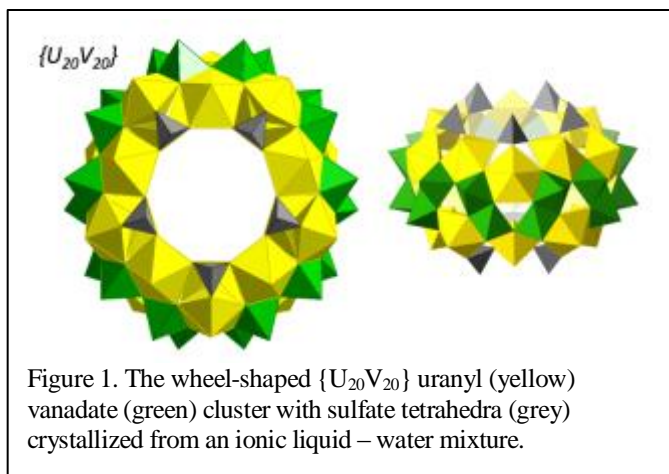 {U₂₀V₂₀}
Figure 1. The wheel-shaped {U₂₀V₂₀} uranyl (yellow)
vanadate (green) cluster with sulfate tetrahedra (grey)
crystallized from an ionic liquid – water mixture.